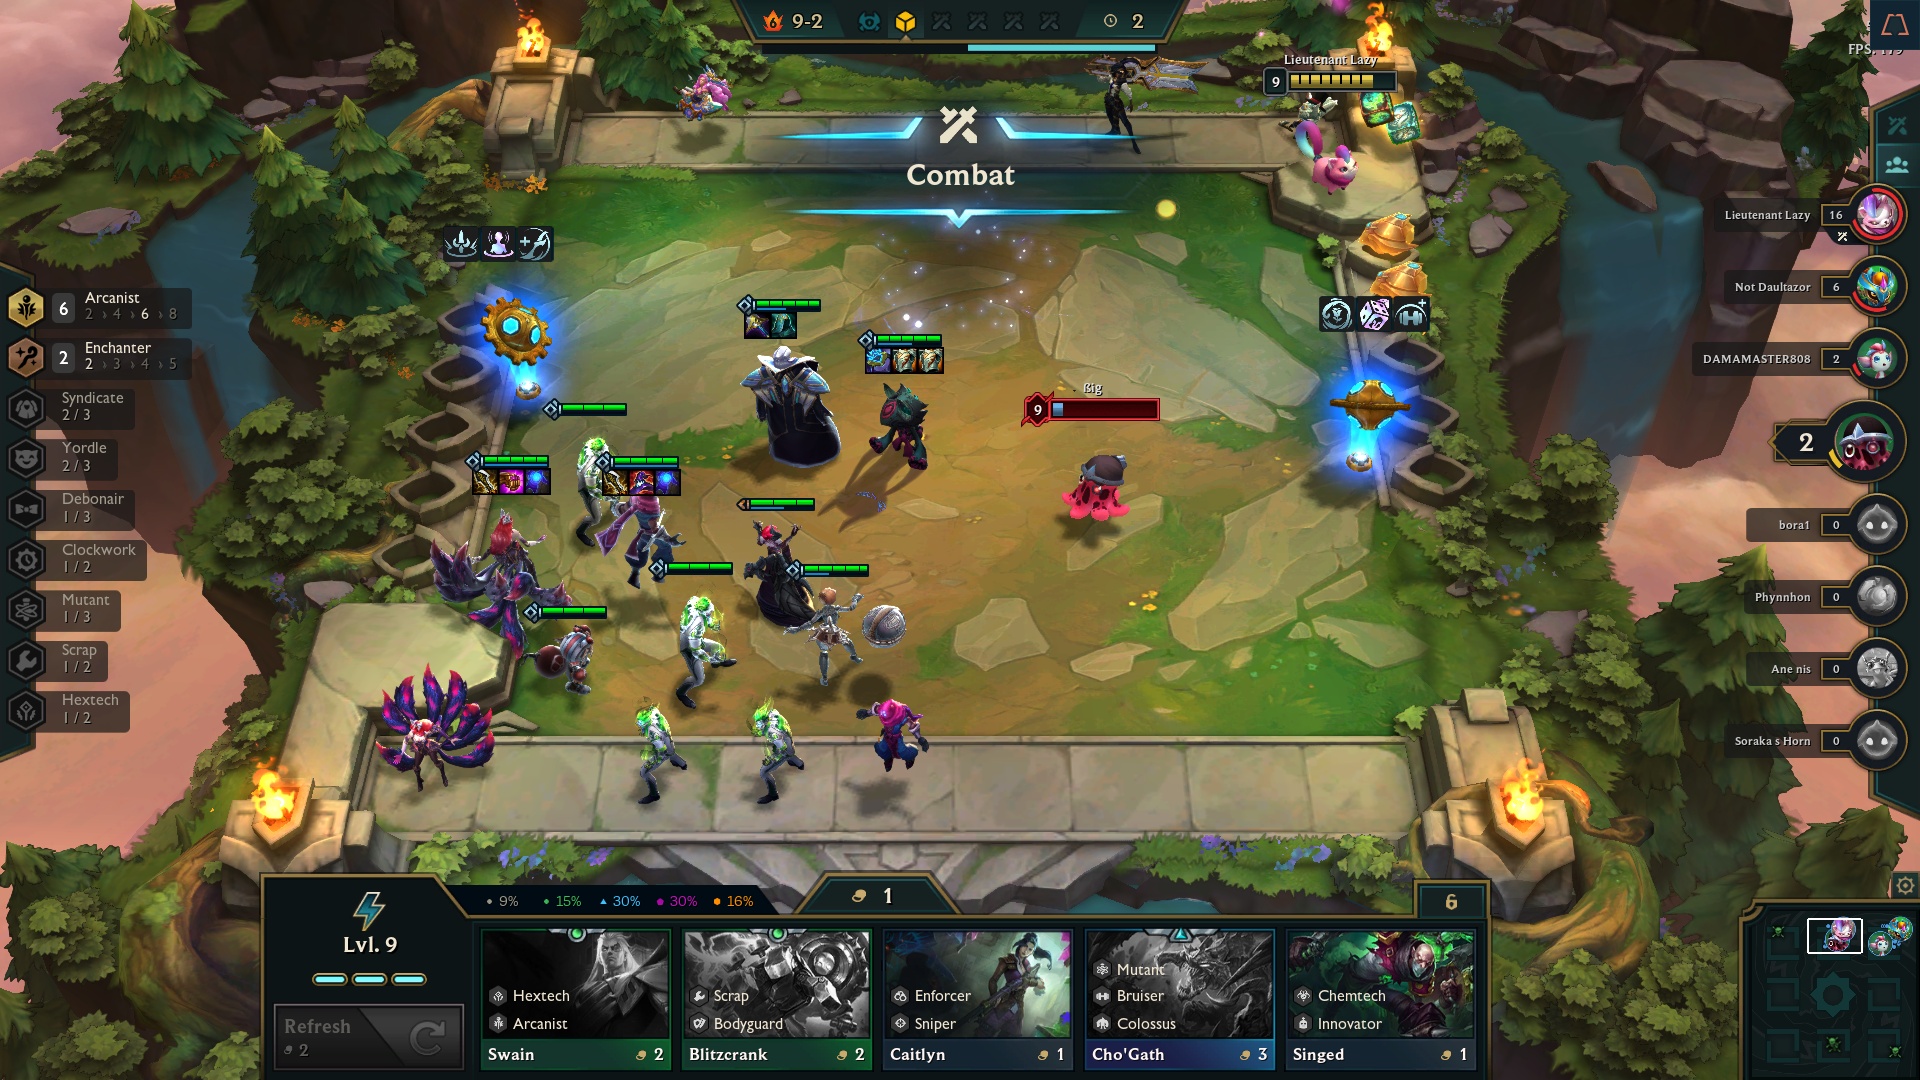 9-2
2
FPS: 119
Lieutenant Lazy
9
Combat
6
Arcanist
2 › 4 › 6 › 8
2
Enchanter
2 › 3 › 4 › 5
Syndicate
2 / 3
Yordle
2 / 3
Debonair
1 / 3
Clockwork
1 / 2
Mutant
1 / 3
Scrap
1 / 2
Hextech
1 / 2
9
Lieutenant Lazy 16
Not Daultazor 6
DAMAMASTER808 2
2
bora1 0
Phynnhon 0
Ane nis 0
Soraka s Horn 0
9% 15% 30% 30% 16%
1
6
Lvl. 9
Refresh
2
Hextech
Arcanist
Swain 2
Scrap
Bodyguard
Blitzcrank 2
Enforcer
Sniper
Caitlyn 1
Mutant
Bruiser
Colossus
Cho'Gath 3
Chemtech
Innovator
Singed 1